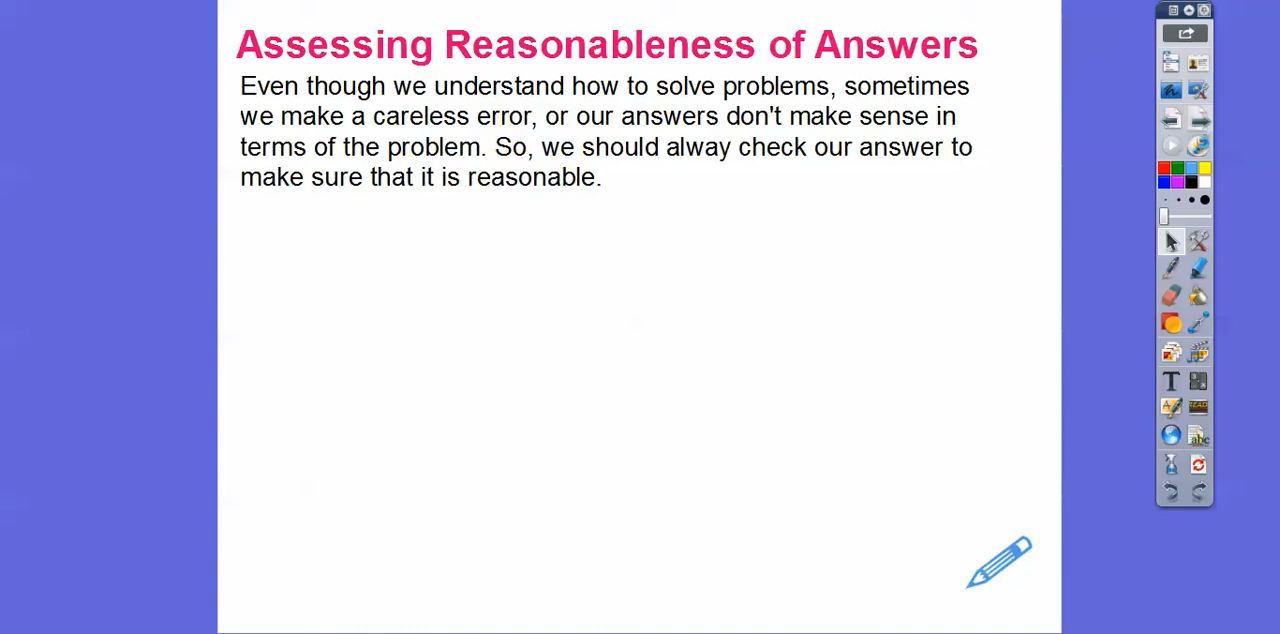 Assessing Reasonableness of Answers
Even though we understand how to solve problems, sometimes
we make a careless error, or our answers don't make sense in
terms of the problem. So, we should alway check our answer to
make sure that it is reasonable.